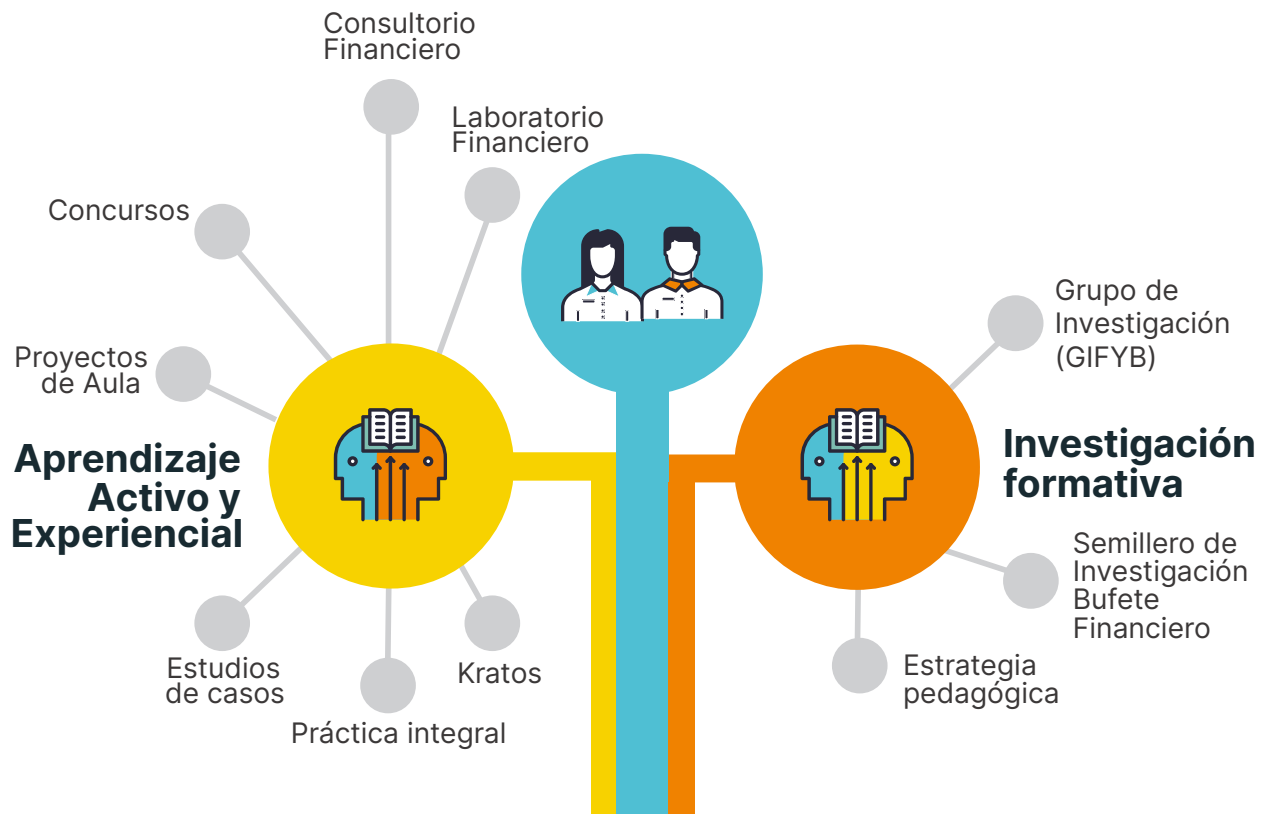 Consultorio
Financiero
Laboratorio
Financiero
Concursos
Proyectos
de Aula
Aprendizaje
Activo y
Experiencial
Estudios
de casos
Práctica integral
Kratos
Grupo de
Investigación
(GIFYB)
Investigación
formativa
Semillero de
Investigación
Bufete
Financiero
Estrategia
pedagógica